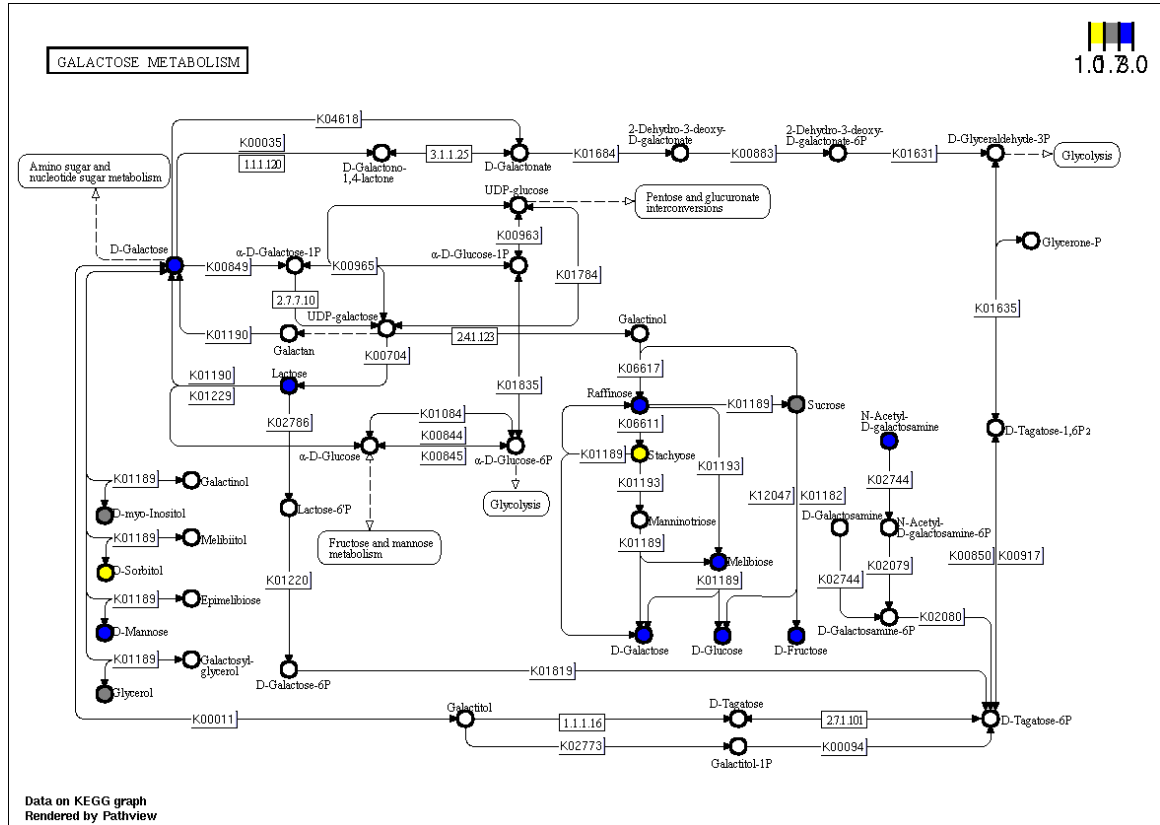 GALACTOSE METABOLISM
K04618
K00035
1.1.1.120
D-Galactono-
1,4-lactone
3.1.1.25
D-Galactonate
K01684
2-Dehydro-3-deoxy-
D-galactonate
K00883
2-Dehydro-3-deoxy-
D-galactonate-6P
K01631
D-Glyceraldehyde-3P
Glycolysis
Amino sugar and
nucleotide sugar metabolism
UDP-glucose
Pentose and glucuronate
interconversions
K00963
D-Galactose
K00849
α-D-Galactose-1P
K00965
α-D-Glucose-1P
K01784
Glycerone-P
2.7.7.10
UDP-galactose
K01635
K01190
Galactan
2.4.1.123
Galactinol
K00704
K01190
K01229
Lactose
K01835
K06617
Raffinose
K01189
Sucrose
K02786
K01084
K00844
K00845
α-D-Glucose
α-D-Glucose-6P
K06611
K01189
Stachyose
K01193
K01193
N-Acetyl-
D-galactosamine
D-Tagatose-1,6P2
K01189
Galactinol
D-myo-Inositol
Lactose-6'P
Glycolysis
Manninotriose
K12047
K01182
K02744
D-Galactosamine
N-Acetyl-
D-galactosamine-6P
K01189
Melibiitol
D-Sorbitol
Fructose and mannose
metabolism
K01189
Melibiose
K00850
K00917
K01220
K01189
K02744
K02079
K01189
Epimelibiose
D-Mannose
D-Galactosamine-6P
K02080
D-Galactose
D-Glucose
D-Fructose
K01189
Galactosyl-
glycerol
Glycerol
D-Galactose-6P
K01819
K00011
Galactitol
1.1.1.16
D-Tagatose
2.7.1.101
D-Tagatose-6P
K02773
Galactitol-1P
K00094
Data on KEGG graph
Rendered by Pathview